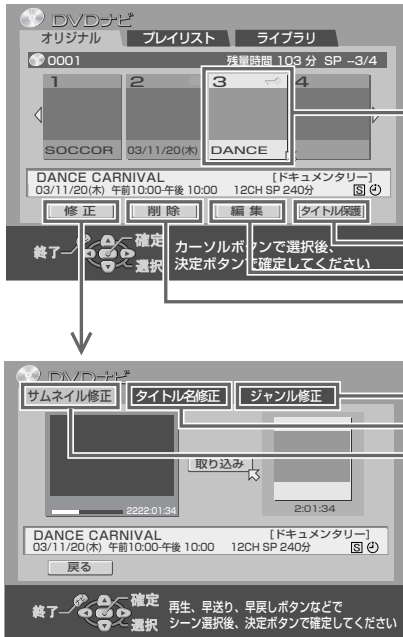 DVDナビ
オリジナル プレイリスト ライブラリ
0001 残量時間 103 分 SP –3/4
1 2 3 4
SOCCOR 03/11/20(木) DANCE
DANCE CARNIVAL [ドキュメンタリー]
03/11/20(木) 午前10:00-午後 10:00 12CH SP 240分 S
修 正 削 除 編 集 タイトル保護
終了 確定 選択 カーソルボタンで選択後、
決定ボタンで確定してください
DVDナビ
サムネイル修正 タイトル名修正 ジャンル修正
取り込み
2222:01:34 2:01:34
DANCE CARNIVAL [ドキュメンタリー]
03/11/20(木) 午前10:00-午後 10:00 12CH SP 240分 S
戻る
終了 確定 選択 再生、早送り、早戻しボタンなどで
シーン選択後、決定ボタンで確定してください